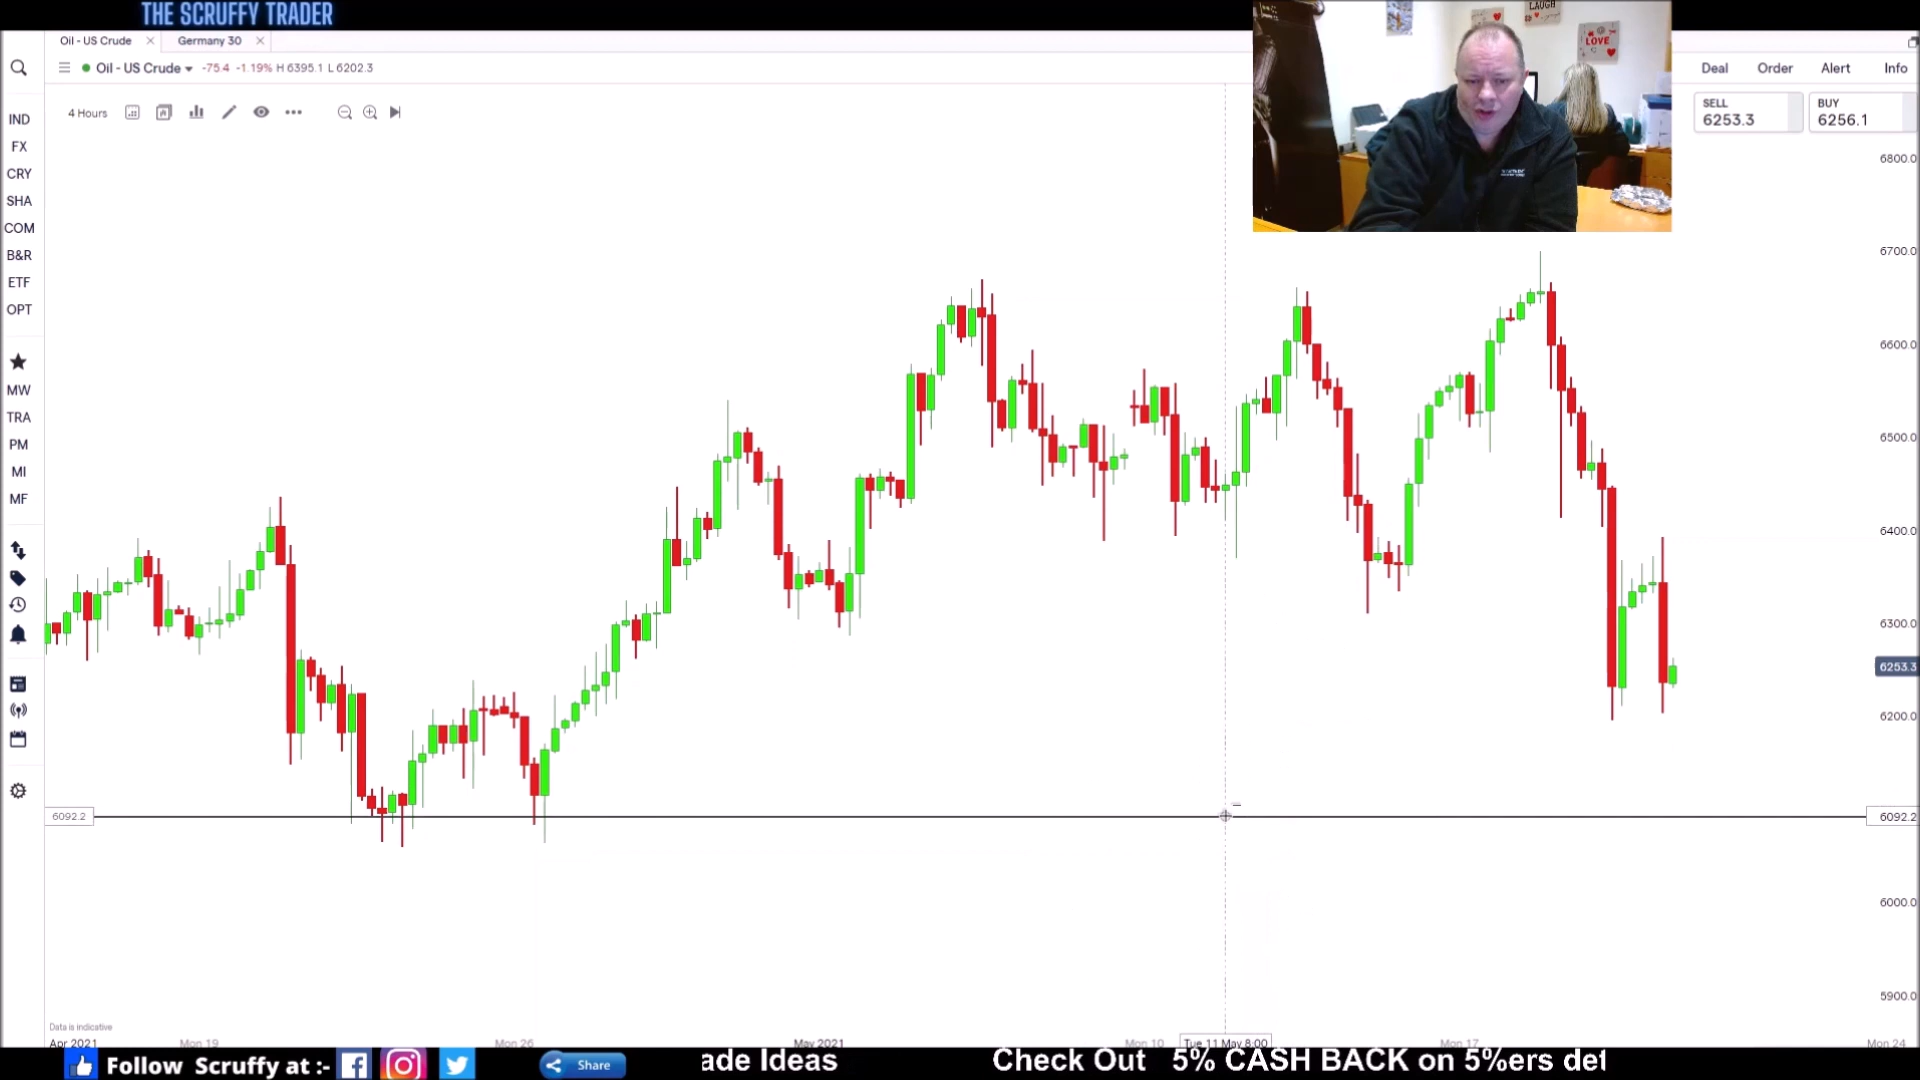 THE SCRUFFY TRADER
LAUGH
LOVE
Oil - US Crude
Germany 30
Oil - US Crude -75.4 -1.19% H 6395.1 L 6202.3
Deal Order Alert Info
4 Hours
SELL
6253.3
BUY
6256.1
IND
FX
CRY
SHA
COM
B&R
ETF
OPT
MW
TRA
PM
MI
MF
6800.0
6700.0
6600.0
6500.0
6400.0
6300.0
6253.3
6200.0
6092.2
6092.2
6000.0
5900.0
Data is indicative
Apr 2021 Mon 19 Mon 26 May 2021 Mon 10 Tue 11 May 8:00 Mon 17 Mon 24
Follow Scruffy at :-
Share
ade Ideas
Check Out 5% CASH BACK on 5%ers